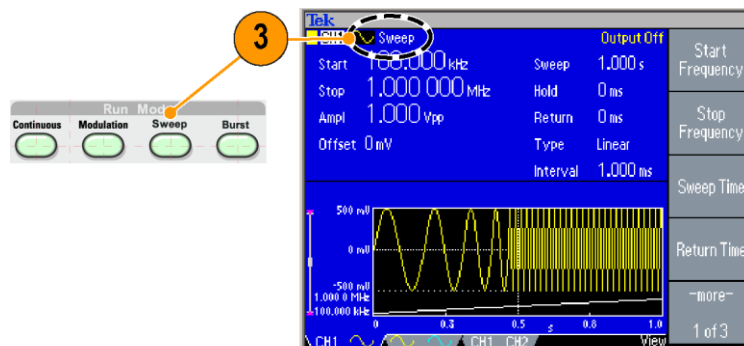 3
Run Mode
Continuous Modulation Sweep Burst
Tek
CH1 Sweep Output Off
Start 100.000 kHz Sweep 1.000 s
Stop 1.000 000 MHz Hold 0 ms
Ampl 1.000 Vpp Return 0 ms
Offset 0 mV Type Linear
Interval 1.000 ms
Start
Frequency
Stop
Frequency
Sweep Time
Return Time
-more-
1 of 3
500 mV
0 mV
-500 mV
1.000 0 MHz
100.000 kHz
0 0.3 0.5 s 0.8 1.0
CH1 CH1 CH2 View